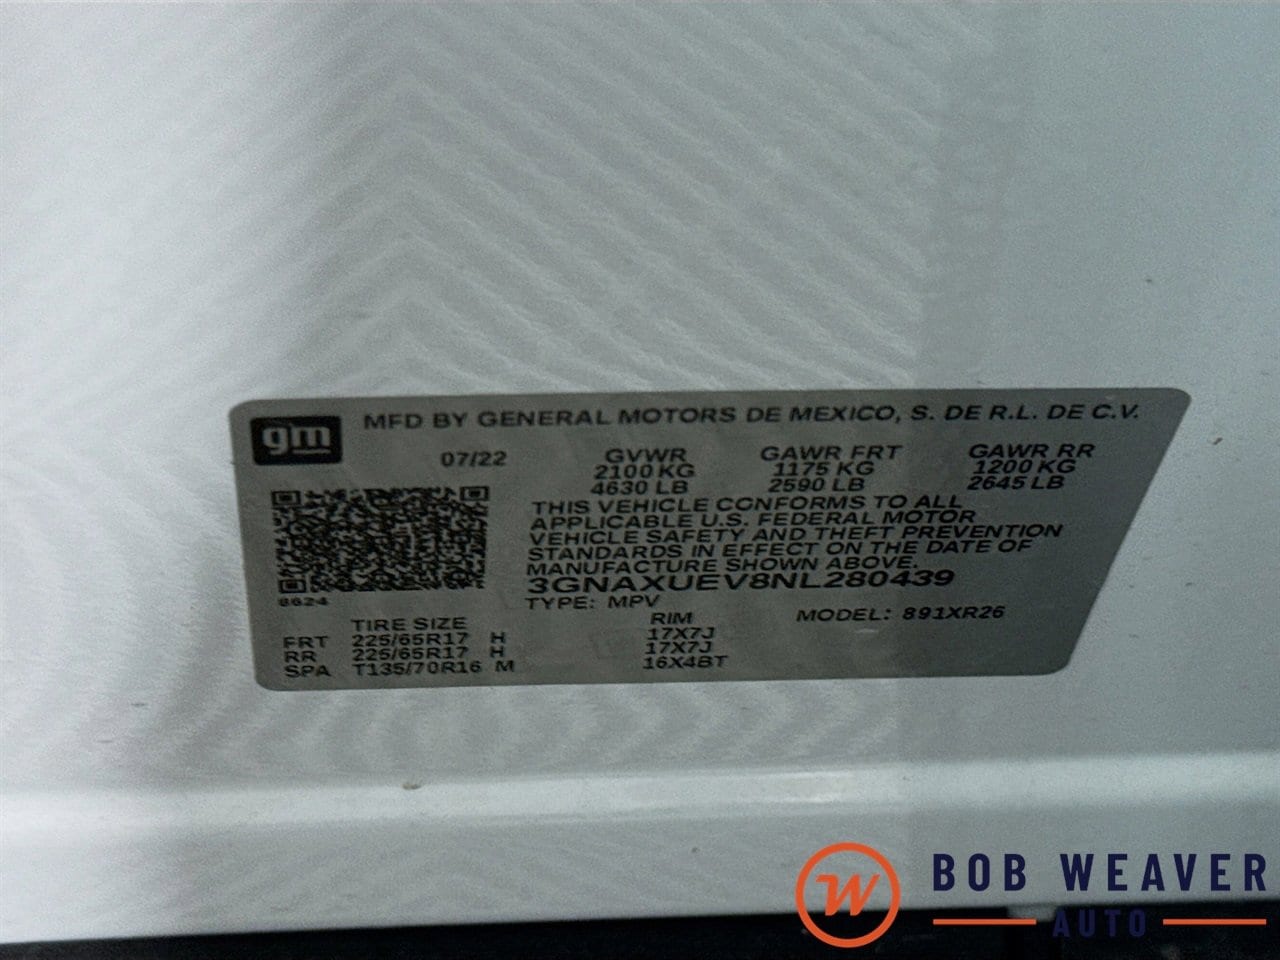 gm
MFD BY GENERAL MOTORS DE MEXICO, S. DE R.L. DE C.V.
07/22 GVWR GAWR FRT GAWR RR
2100 KG 1175 KG 1200 KG
4630 LB 2590 LB 2645 LB
THIS VEHICLE CONFORMS TO ALL
APPLICABLE U.S. FEDERAL MOTOR
VEHICLE SAFETY AND THEFT PREVENTION
STANDARDS IN EFFECT ON THE DATE OF
MANUFACTURE SHOWN ABOVE.
3GNAXUEV8NL280439
8624
TYPE: MPV MODEL: 891XR26
TIRE SIZE RIM
FRT 225/65R17 H 17X7J
RR 225/65R17 H 17X7J
SPA T135/70R16 M 16X4BT
W
BOB WEAVER
AUTO